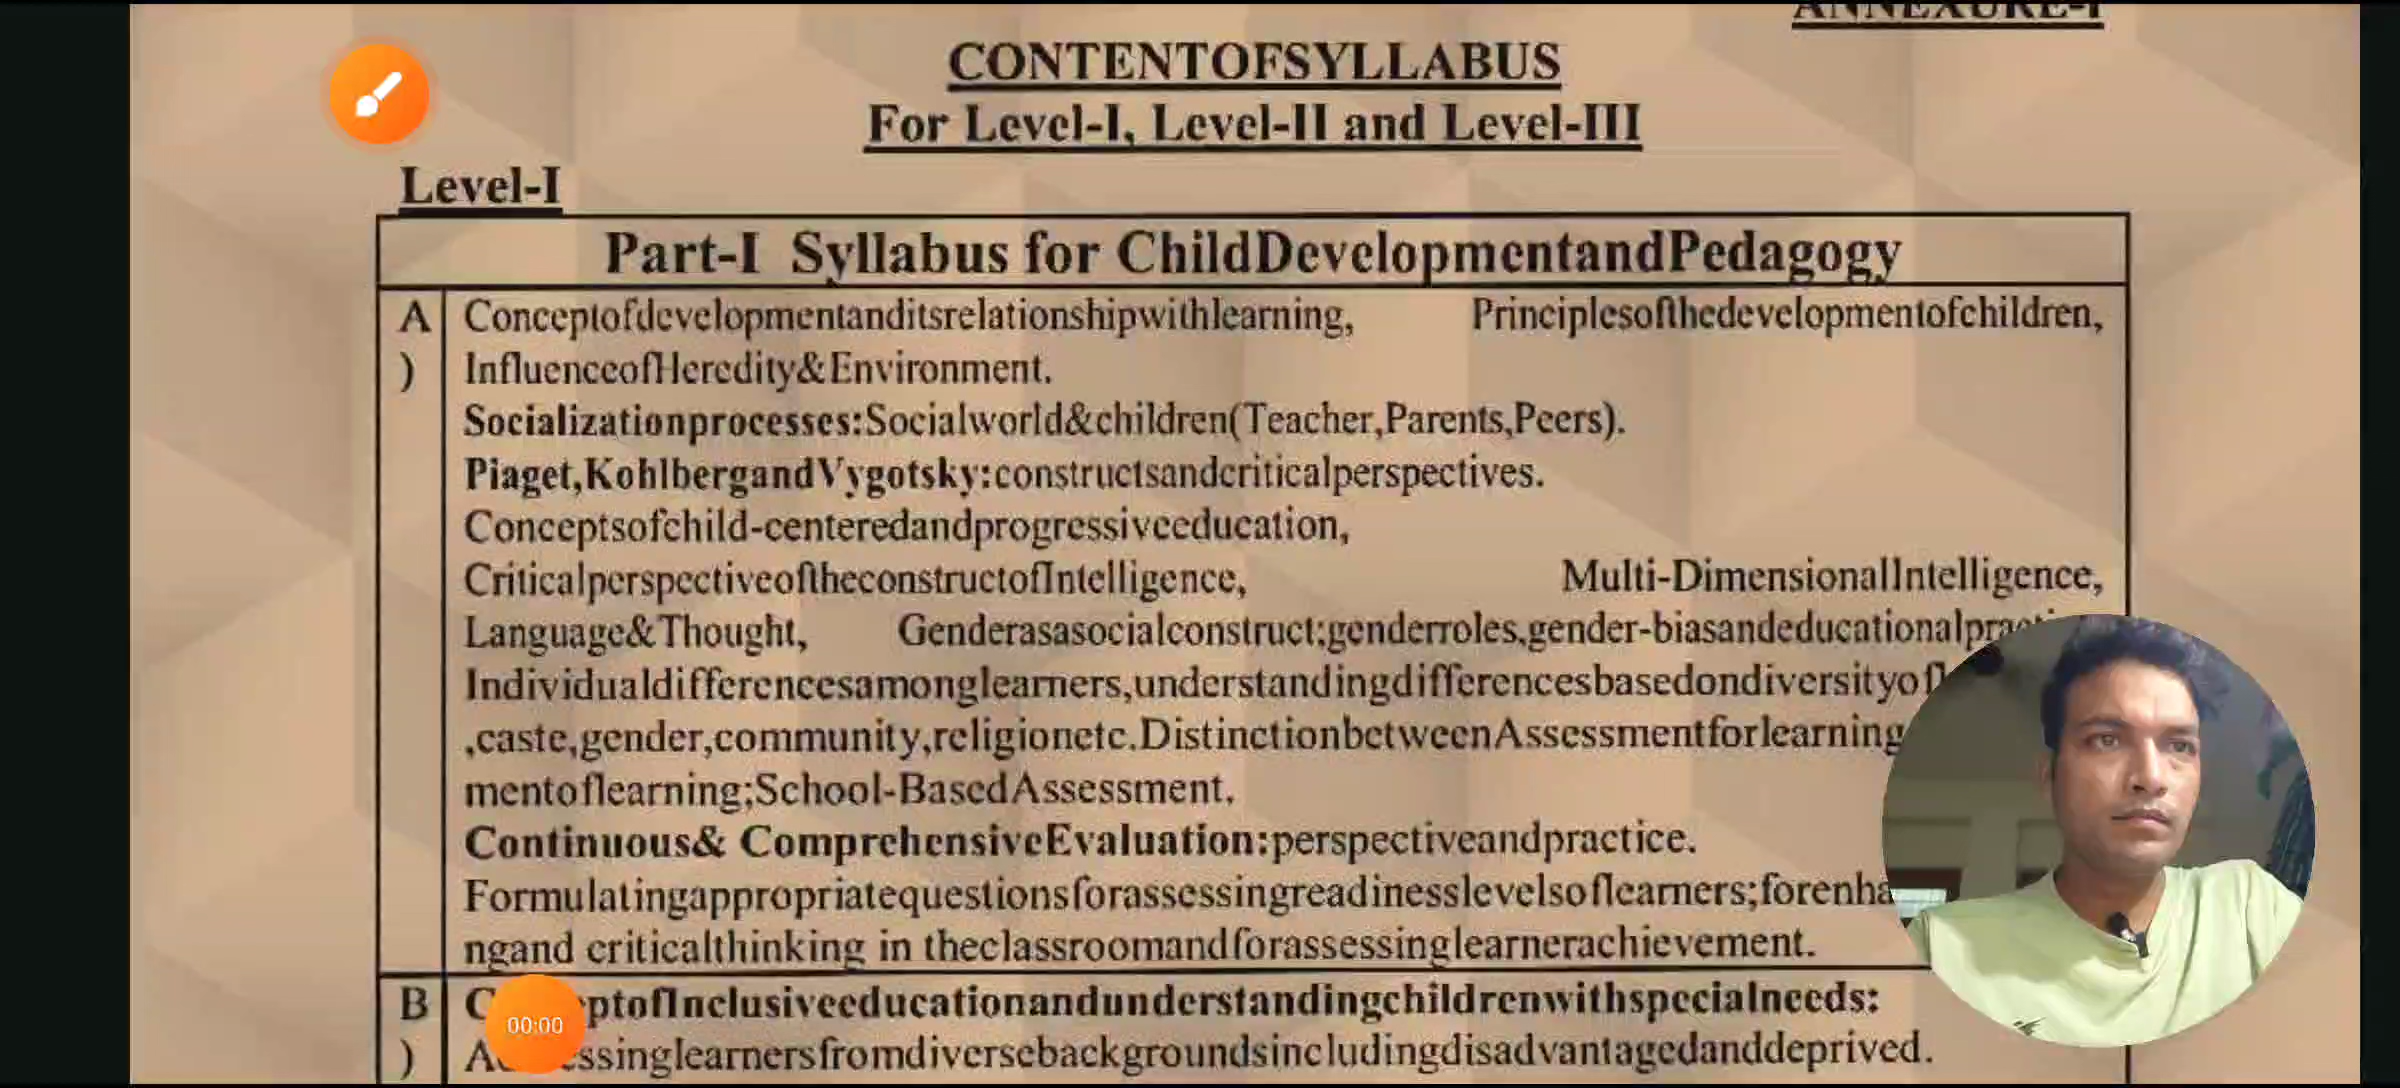 ANNEXURE-I
CONTENTOFSYLLABUS
For Level-I, Level-II and Level-III
Level-I
Part-I Syllabus for ChildDevelopmentandPedagogy
A Conceptofdevelopmentanditsrelationshipwithlearning, Principlesofthedevelopmentofchildren,
) InfluenceofHeredity&Environment.
Socializationprocesses:Socialworld&children(Teacher,Parents,Peers).
Piaget,KohlbergandVygotsky:constructsandcriticalperspectives.
Conceptsofchild-centeredandprogressiveeducation,
CriticalperspectiveoftheconstructofIntelligence, Multi-DimensionalIntelligence,
Language&Thought, Genderasasocialconstruct;genderroles,gender-biasandeducational
Individualdifferencesamonglearners,understandingdifferencesbasedondiversityof
,caste,gender,community,religionetc.DistinctionbetweenAssessmentforlearning
mentoflearning;School-BasedAssessment,
Continuous& ComprehensiveEvaluation:perspectiveandpractice.
Formulatingappropriatequestionsforassessingreadinesslevelsoflearners;forenha
ngand criticalthinking in theclassroomandforassessinglearnerachievement.
B ptofInclusiveeducationandunderstandingchildrenwithspecialneeds:
) ssinglearnersfromdiversebackgroundsincludingdisadvantagedanddeprived.
00:00